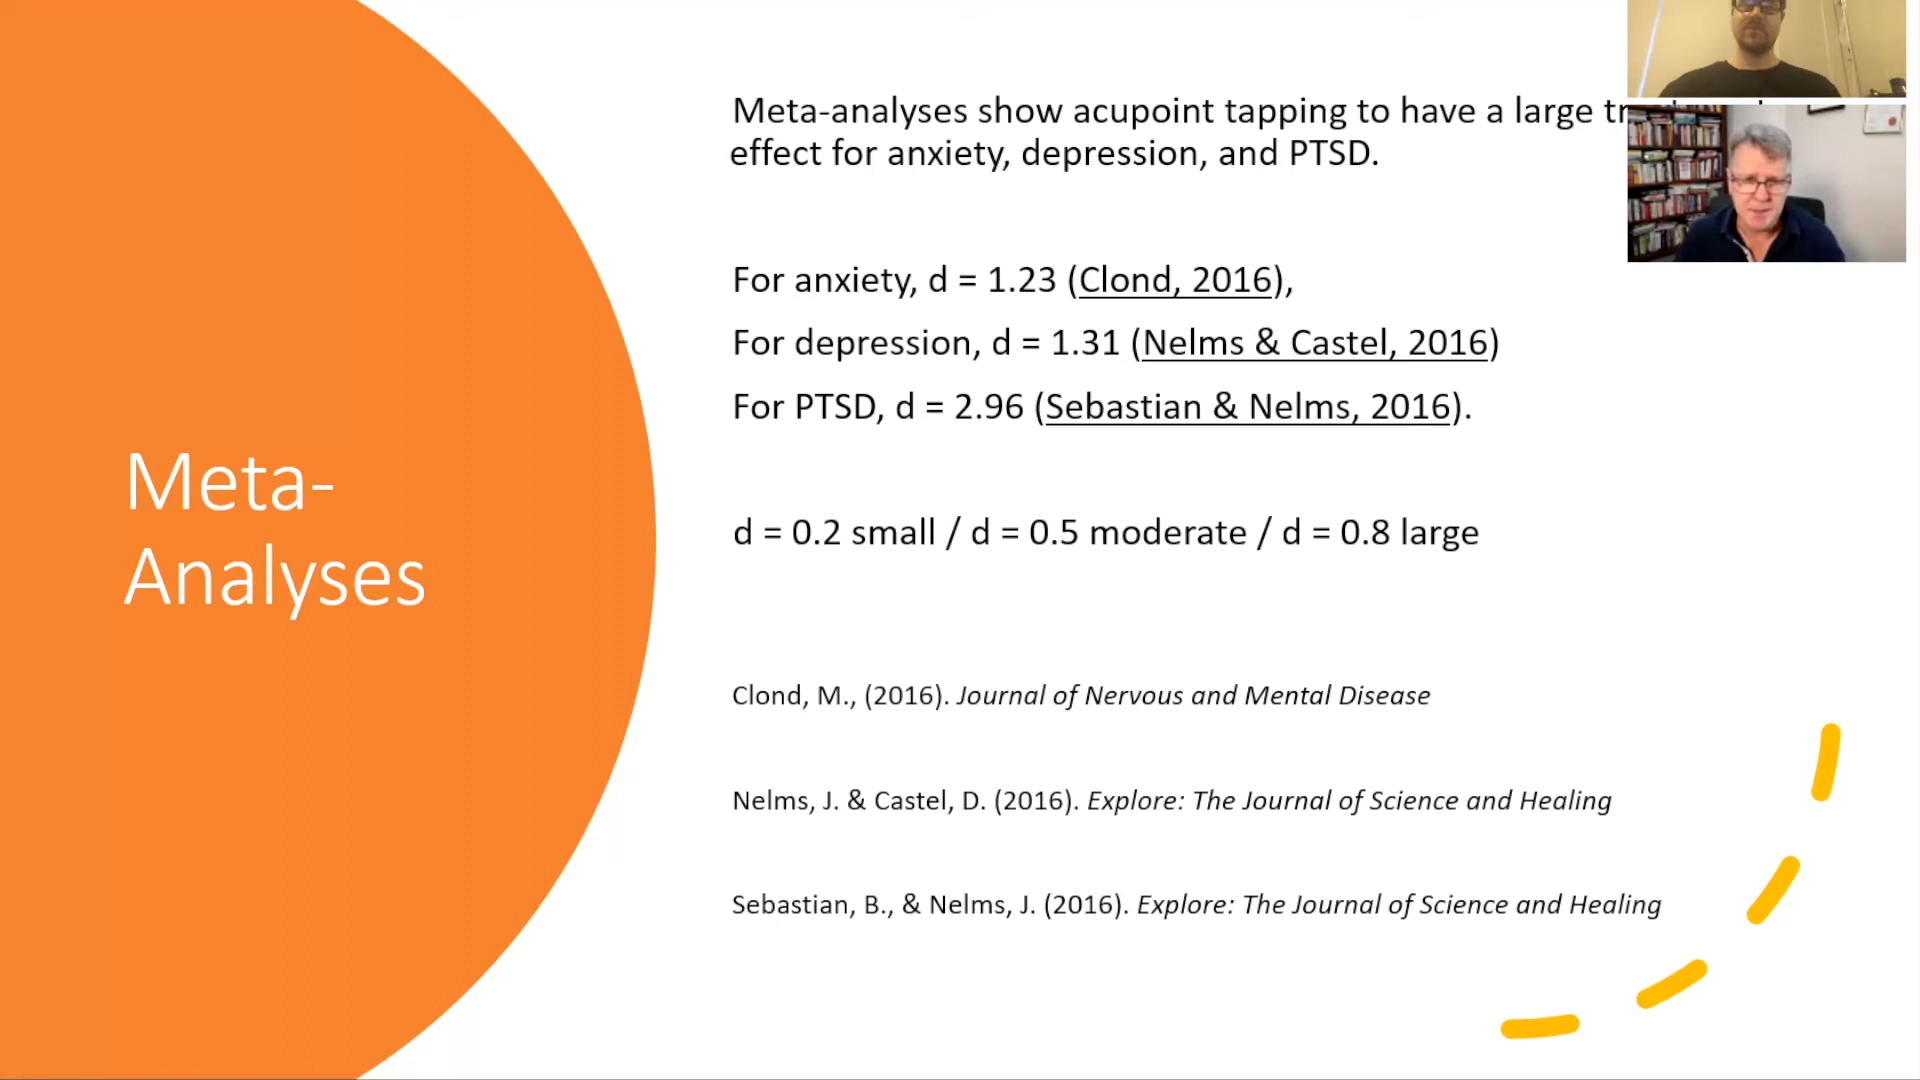 Meta-
Analyses
Meta-analyses show acupoint tapping to have a large
effect for anxiety, depression, and PTSD.
For anxiety, d = 1.23 (Clond, 2016),
For depression, d = 1.31 (Nelms & Castel, 2016)
For PTSD, d = 2.96 (Sebastian & Nelms, 2016).
d = 0.2 small / d = 0.5 moderate / d = 0.8 large
Clond, M., (2016). Journal of Nervous and Mental Disease
Nelms, J. & Castel, D. (2016). Explore: The Journal of Science and Healing
Sebastian, B., & Nelms, J. (2016). Explore: The Journal of Science and Healing